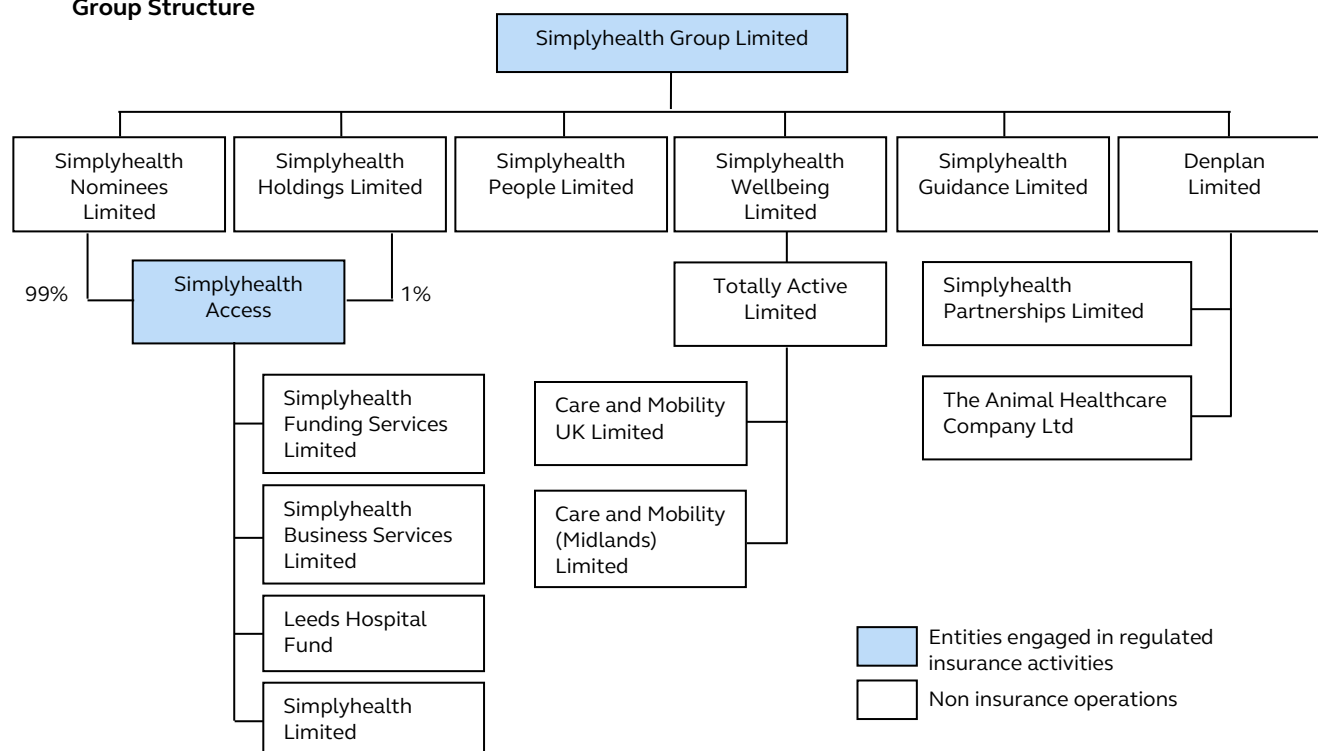 Group Structure
Simplyhealth Group Limited
Simplyhealth
Nominees
Limited
Simplyhealth
Holdings Limited
Simplyhealth
People Limited
Simplyhealth
Wellbeing
Limited
Simplyhealth
Guidance Limited
Denplan
Limited
99%
Simplyhealth
Access
1%
Totally Active
Limited
Simplyhealth
Partnerships Limited
The Animal Healthcare
Company Ltd
Simplyhealth
Funding Services
Limited
Care and Mobility
UK Limited
Simplyhealth
Business Services
Limited
Care and Mobility
(Midlands)
Limited
Leeds Hospital
Fund
Simplyhealth
Limited
Entities engaged in regulated
insurance activities
Non insurance operations